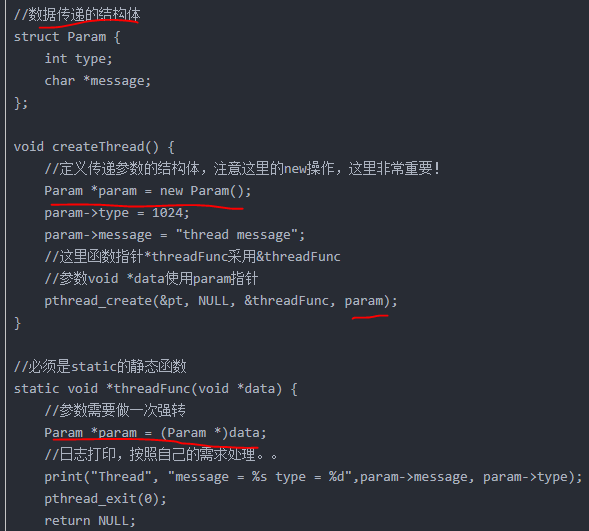 //数据传递的结构体
struct Param {
    int type;
    char *message;
};

void createThread() {
    //定义传递参数的结构体，注意这里的new操作，这里非常重要！
    Param *param = new Param();
    param->type = 1024;
    param->message = "thread message";
    //这里函数指针*threadFunc采用&threadFunc
    //参数void *data使用param指针
    pthread_create(&pt, NULL, &threadFunc, param);
}

//必须是static的静态函数
static void *threadFunc(void *data) {
    //参数需要做一次强转
    Param *param = (Param *)data;
    //日志打印，按照自己的需求处理。。
    print("Thread", "message = %s type = %d",param->message, param->type);
    pthread_exit(0);
    return NULL;